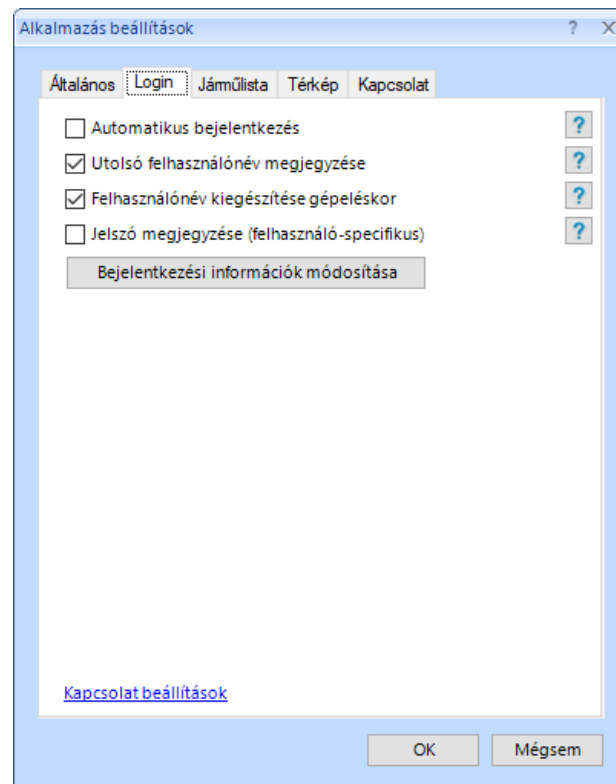 Alkalmazás beállítások ? X
Általános Login Járműlista Térkép Kapcsolat
Automatikus bejelentkezés ?
Utolsó felhasználónév megjegyzése ?
Felhasználónév kiegészítése gépeléskor ?
Jelszó megjegyzése (felhasználó-specifikus) ?
Bejelentkezési információk módosítása
Kapcsolat beállítások
OK Mégsem